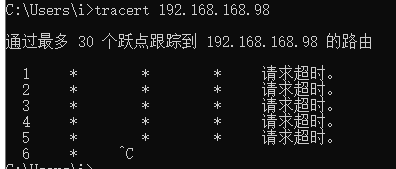 C:\Users\i>tracert 192.168.168.98
通过最多 30 个跃点跟踪到 192.168.168.98 的路由
1 * * * 请求超时。
2 * * * 请求超时。
3 * * * 请求超时。
4 * * * 请求超时。
5 * * * 请求超时。
6 * ^C
C:\Users\i>